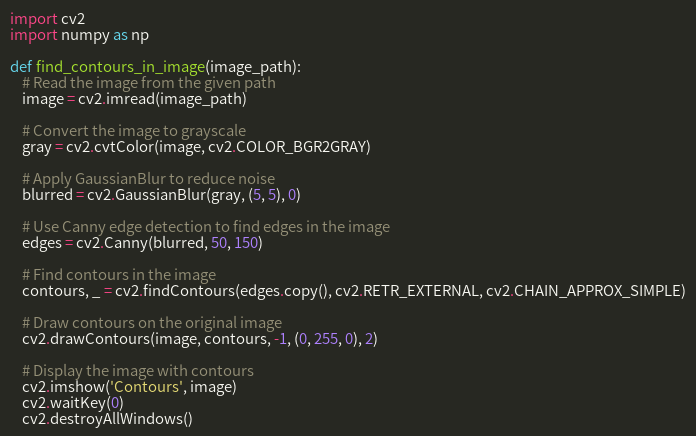 import cv2
import numpy as np

def find_contours_in_image(image_path):
    # Read the image from the given path
    image = cv2.imread(image_path)

    # Convert the image to grayscale
    gray = cv2.cvtColor(image, cv2.COLOR_BGR2GRAY)

    # Apply GaussianBlur to reduce noise
    blurred = cv2.GaussianBlur(gray, (5, 5), 0)

    # Use Canny edge detection to find edges in the image
    edges = cv2.Canny(blurred, 50, 150)

    # Find contours in the image
    contours, _ = cv2.findContours(edges.copy(), cv2.RETR_EXTERNAL, cv2.CHAIN_APPROX_SIMPLE)

    # Draw contours on the original image
    cv2.drawContours(image, contours, -1, (0, 255, 0), 2)

    # Display the image with contours
    cv2.imshow('Contours', image)
    cv2.waitKey(0)
    cv2.destroyAllWindows()